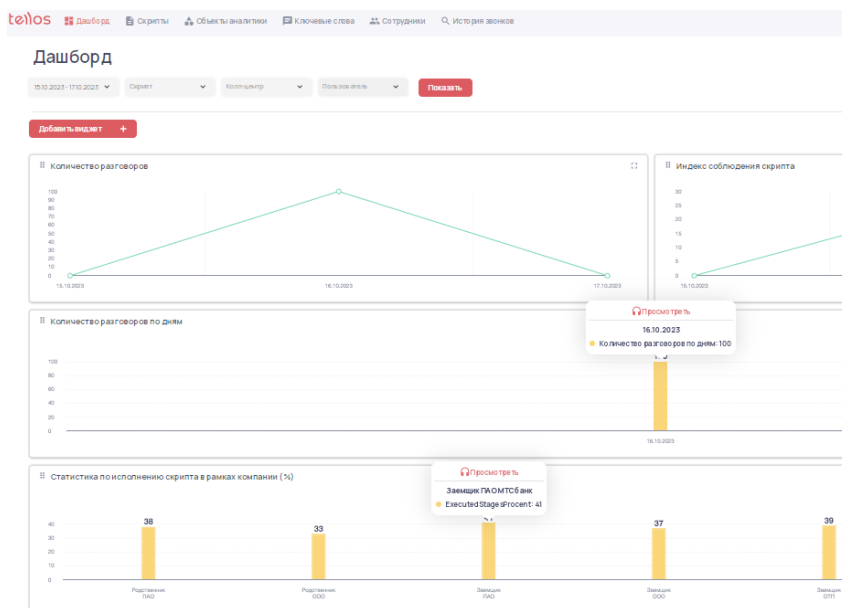 tellos Дашборд Скрипты Объекты аналитики Ключевые слова Сотрудники История звонков
Дашборд
15.10.2023 - 17.10.2023 Скрипт Колл-центр Пользователь Показать
Добавить виджет +
Количество разговоров
100
90
80
70
60
50
40
30
20
10
0
15.10.2023 16.10.2023 17.10.2023
Индекс соблюдения скрипта
30
25
20
15
10
5
0
15.10.2023
Количество разговоров по дням
Просмотреть
16.10.2023
Количество разговоров по дням: 100
100
80
60
40
20
0
16.10.2023
Статистика по исполнению скрипта в рамках компании (%)
Просмотреть
Заемщик ПАО МТС банк
ExecutedStagesProcent: 41
40
30
20
10
0
38
33
37
39
Родственник
ПАО
Родственник
ООО
Заемщик
ПАО
Заемщик
ООО
Заемщик
ОТП